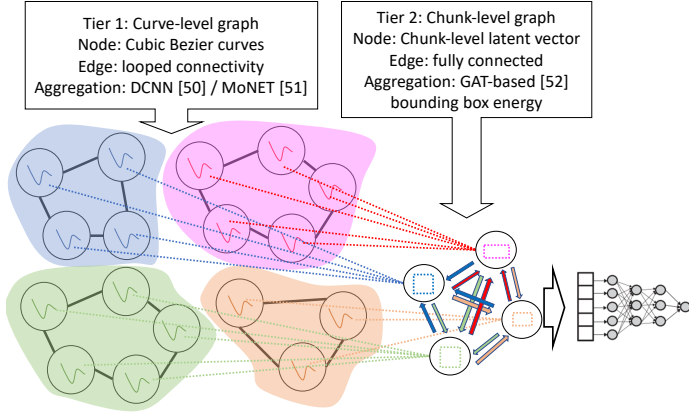 Tier 1: Curve-level graph
Node: Cubic Bezier curves
Edge: looped connectivity
Aggregation: DCNN [50] / MoNET [51]
Tier 2: Chunk-level graph
Node: Chunk-level latent vector
Edge: fully connected
Aggregation: GAT-based [52]
bounding box energy